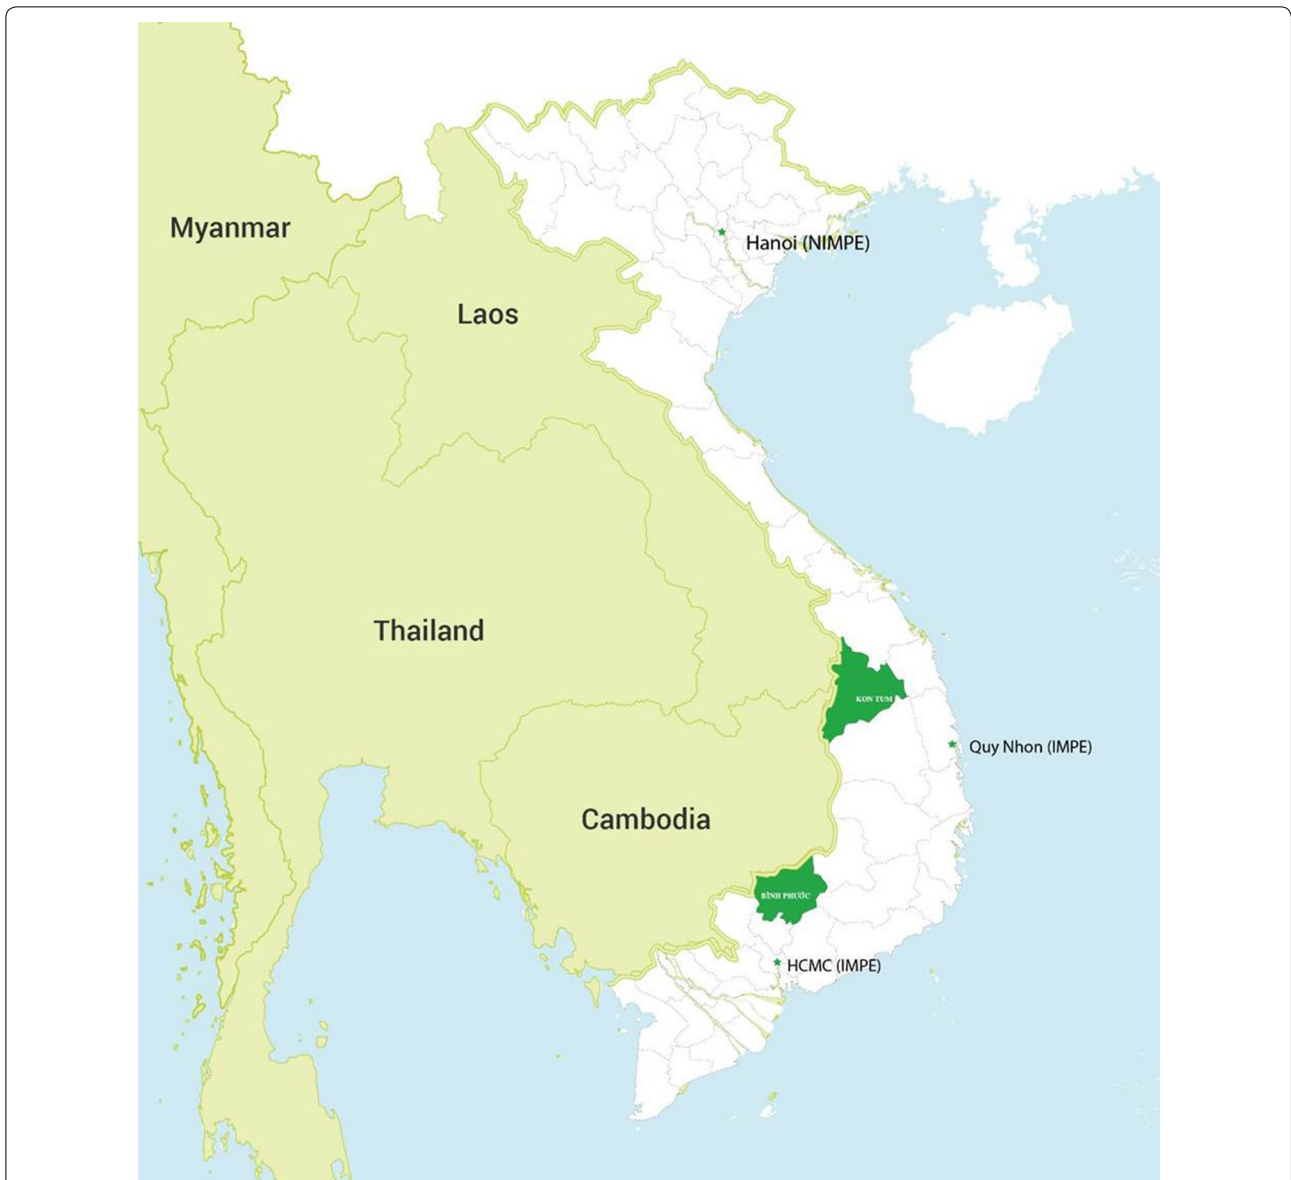 Myanmar
Hanoi (NIMPE)
Laos
Thailand
KON TUM
Quy Nhon (IMPE)
Cambodia
BÌNH PHƯỚC
HCMC (IMPE)